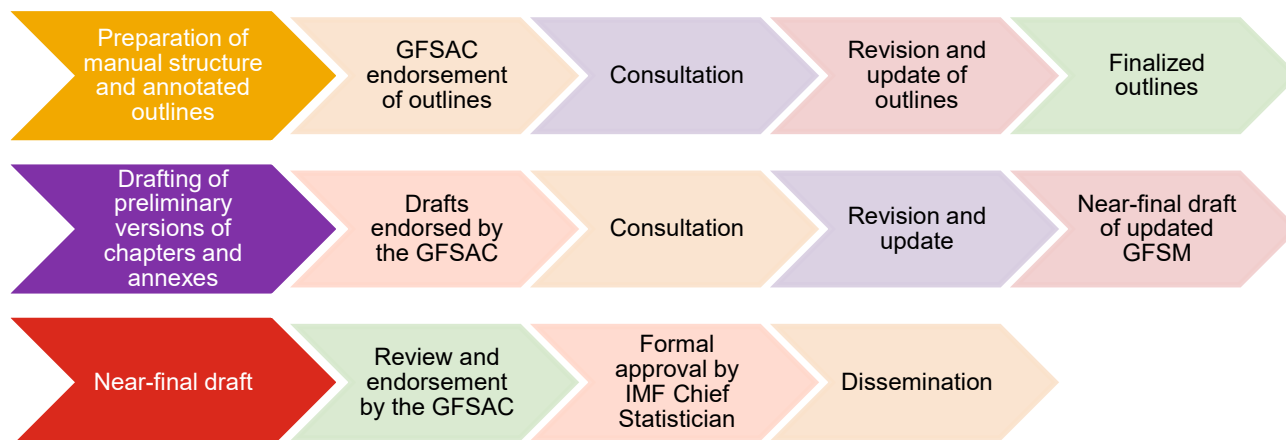 Preparation of
manual structure
and annotated
outlines
GFSAC
endorsement
of outlines
Consultation
Revision and
update of
outlines
Finalized
outlines
Drafting of
preliminary
versions of
chapters and
annexes
Drafts
endorsed by
the GFSAC
Consultation
Revision and
update
Near-final draft
of updated
GFSM
Near-final draft
Review and
endorsement
by the GFSAC
Formal
approval by
IMF Chief
Statistician
Dissemination